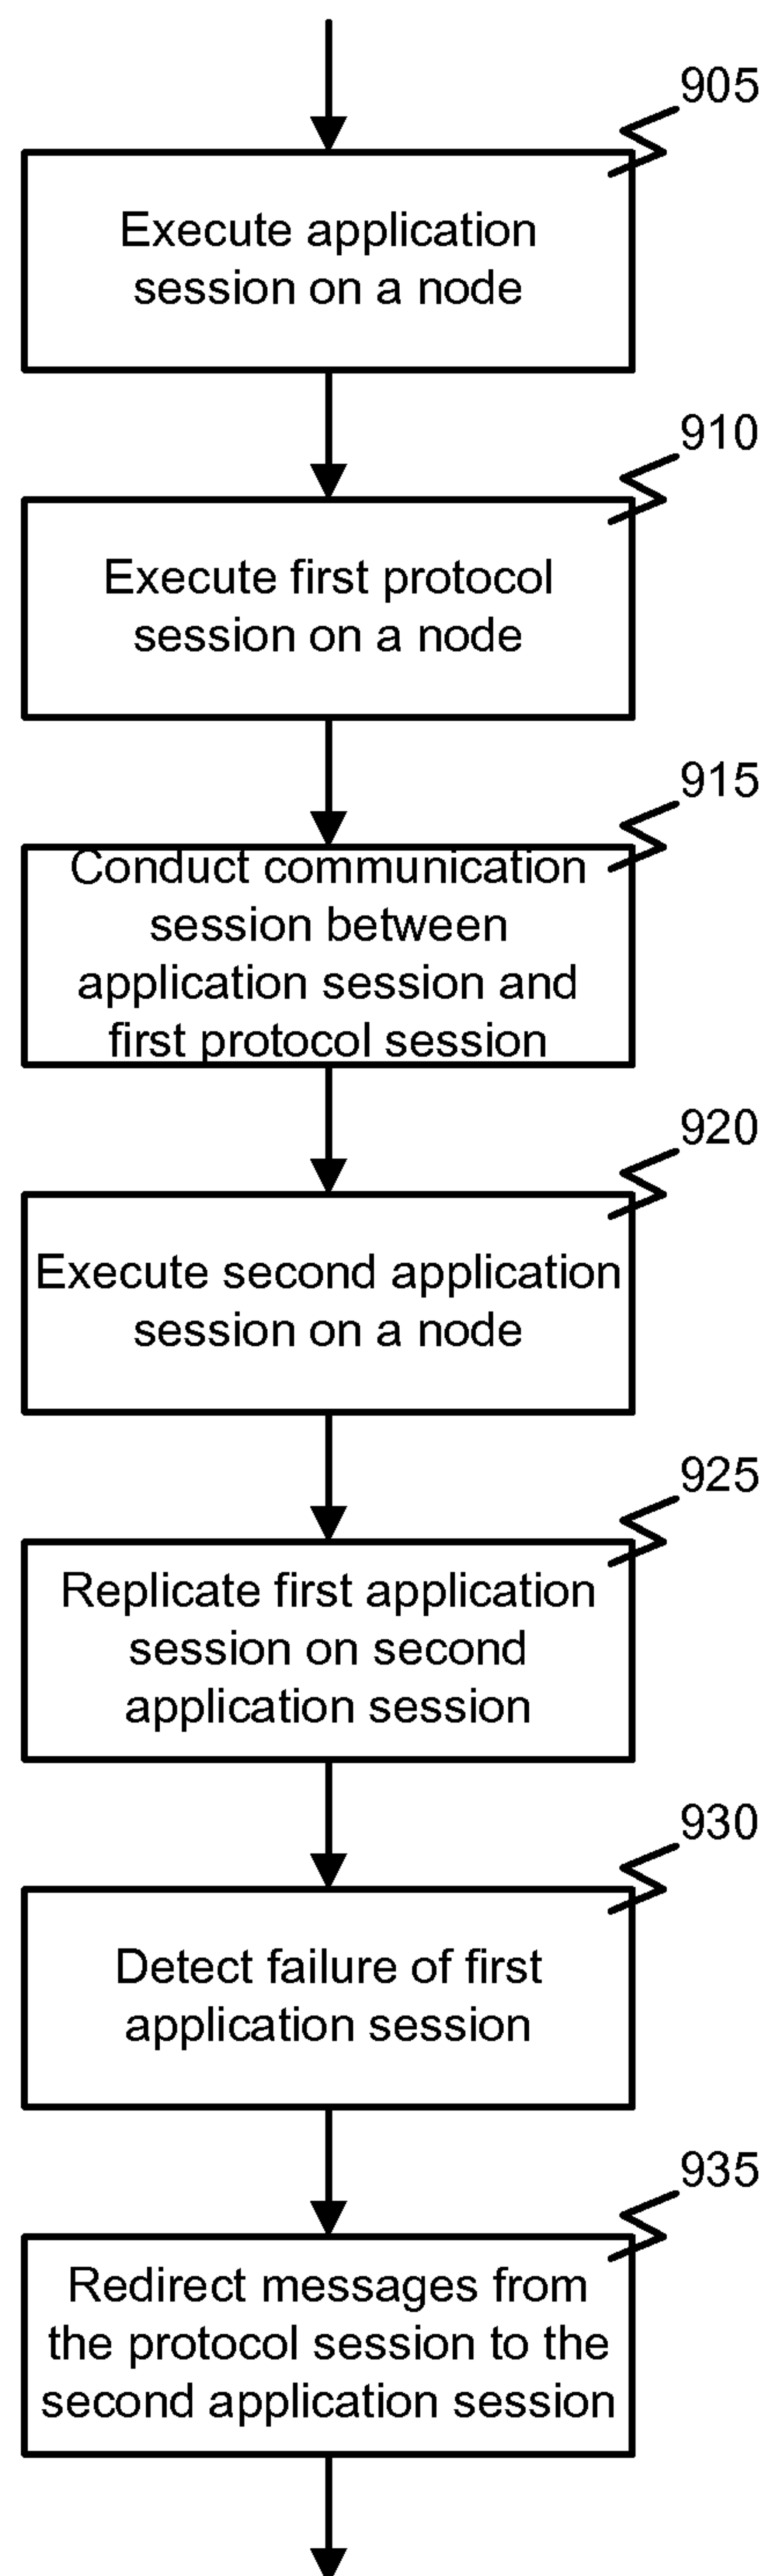 905
Execute application
session on a node
910
Execute first protocol
session on a node
915
Conduct communication
session between
application session and
first protocol session
920
Execute second application
session on a node
925
Replicate first application
session on second
application session
930
Detect failure of first
application session
935
Redirect messages from
the protocol session to the
second application session